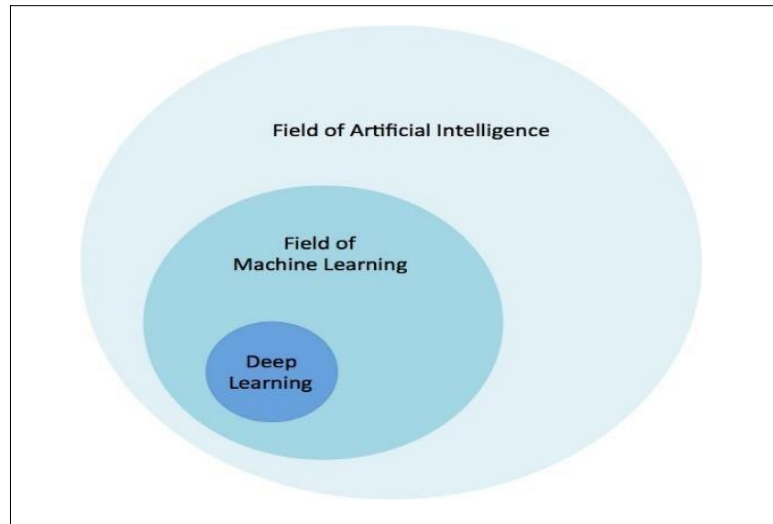 Field of Artificial Intelligence
Field of
Machine Learning
Deep
Learning